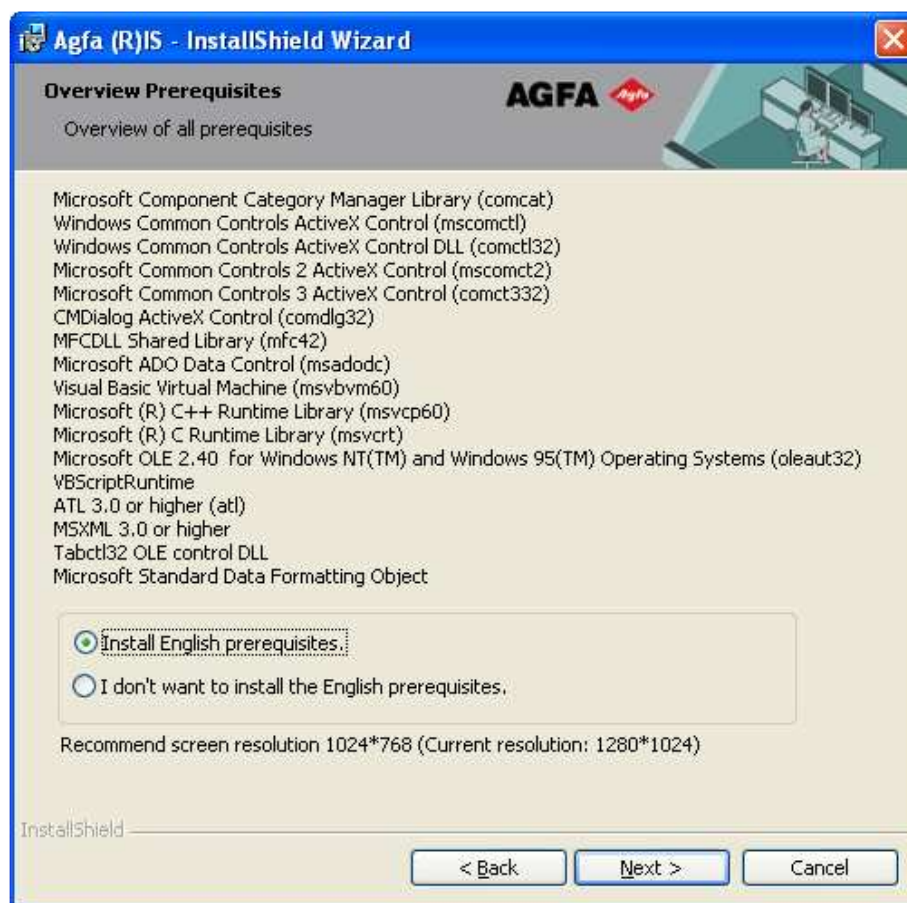 Agfa (R)IS - InstallShield Wizard
Overview Prerequisites
Overview of all prerequisites
AGFA Agfa
Microsoft Component Category Manager Library (comcat)
Windows Common Controls ActiveX Control (mscomctl)
Windows Common Controls ActiveX Control DLL (comctl32)
Microsoft Common Controls 2 ActiveX Control (mscomct2)
Microsoft Common Controls 3 ActiveX Control (comct332)
CMDialog ActiveX Control (comdlg32)
MFCDLL Shared Library (mfc42)
Microsoft ADO Data Control (msadodc)
Visual Basic Virtual Machine (msvbvm60)
Microsoft (R) C++ Runtime Library (msvcp60)
Microsoft (R) C Runtime Library (msvcrt)
Microsoft OLE 2.40  for Windows NT(TM) and Windows 95(TM) Operating Systems (oleaut32)
VBScriptRuntime
ATL 3.0 or higher (atl)
MSXML 3.0 or higher
Tabctl32 OLE control DLL
Microsoft Standard Data Formatting Object
Install English prerequisites.
I don't want to install the English prerequisites.
Recommend screen resolution 1024*768 (Current resolution: 1280*1024)
InstallShield
< Back
Next >
Cancel